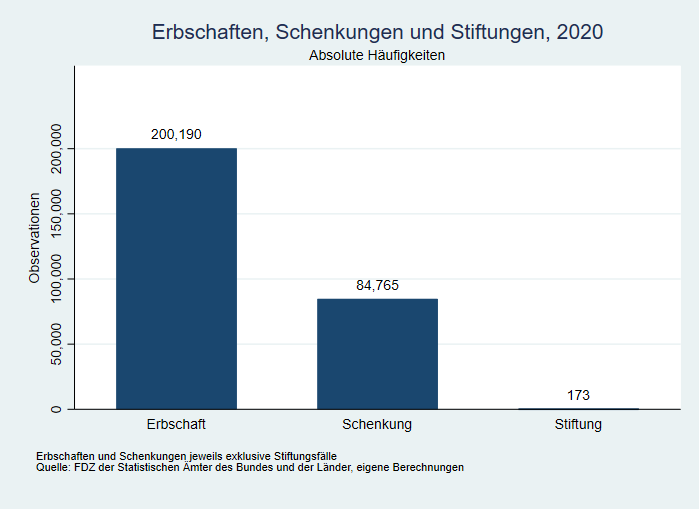 Erbschaften, Schenkungen und Stiftungen, 2020
Absolute Häufigkeiten
Observationen
200,000
150,000
100,000
50,000
0
200,190
84,765
173
Erbschaft
Schenkung
Stiftung
Erbschaften und Schenkungen jeweils exklusive Stiftungsfälle
Quelle: FDZ der Statistischen Ämter des Bundes und der Länder, eigene Berechnungen